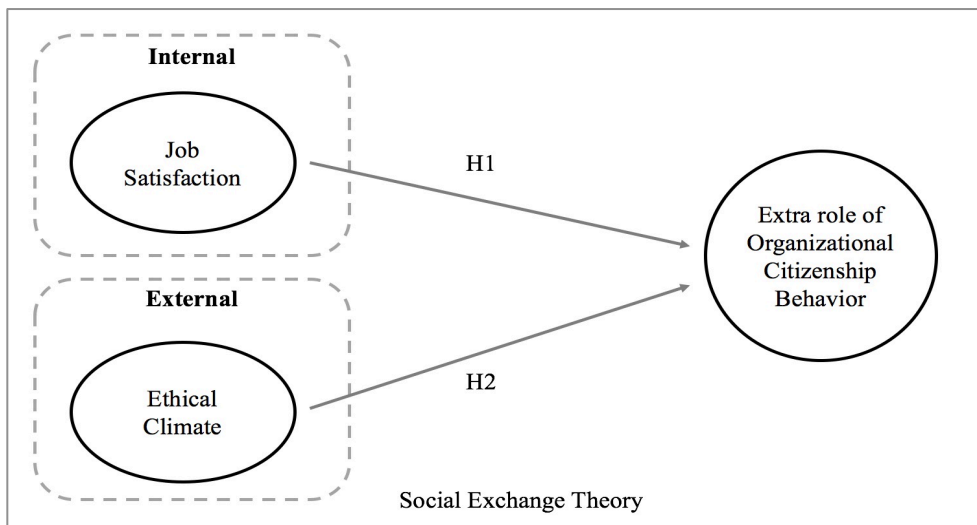 Internal
Job
Satisfaction
H1
Extra role of
Organizational
Citizenship
Behavior
External
Ethical
Climate
H2
Social Exchange Theory